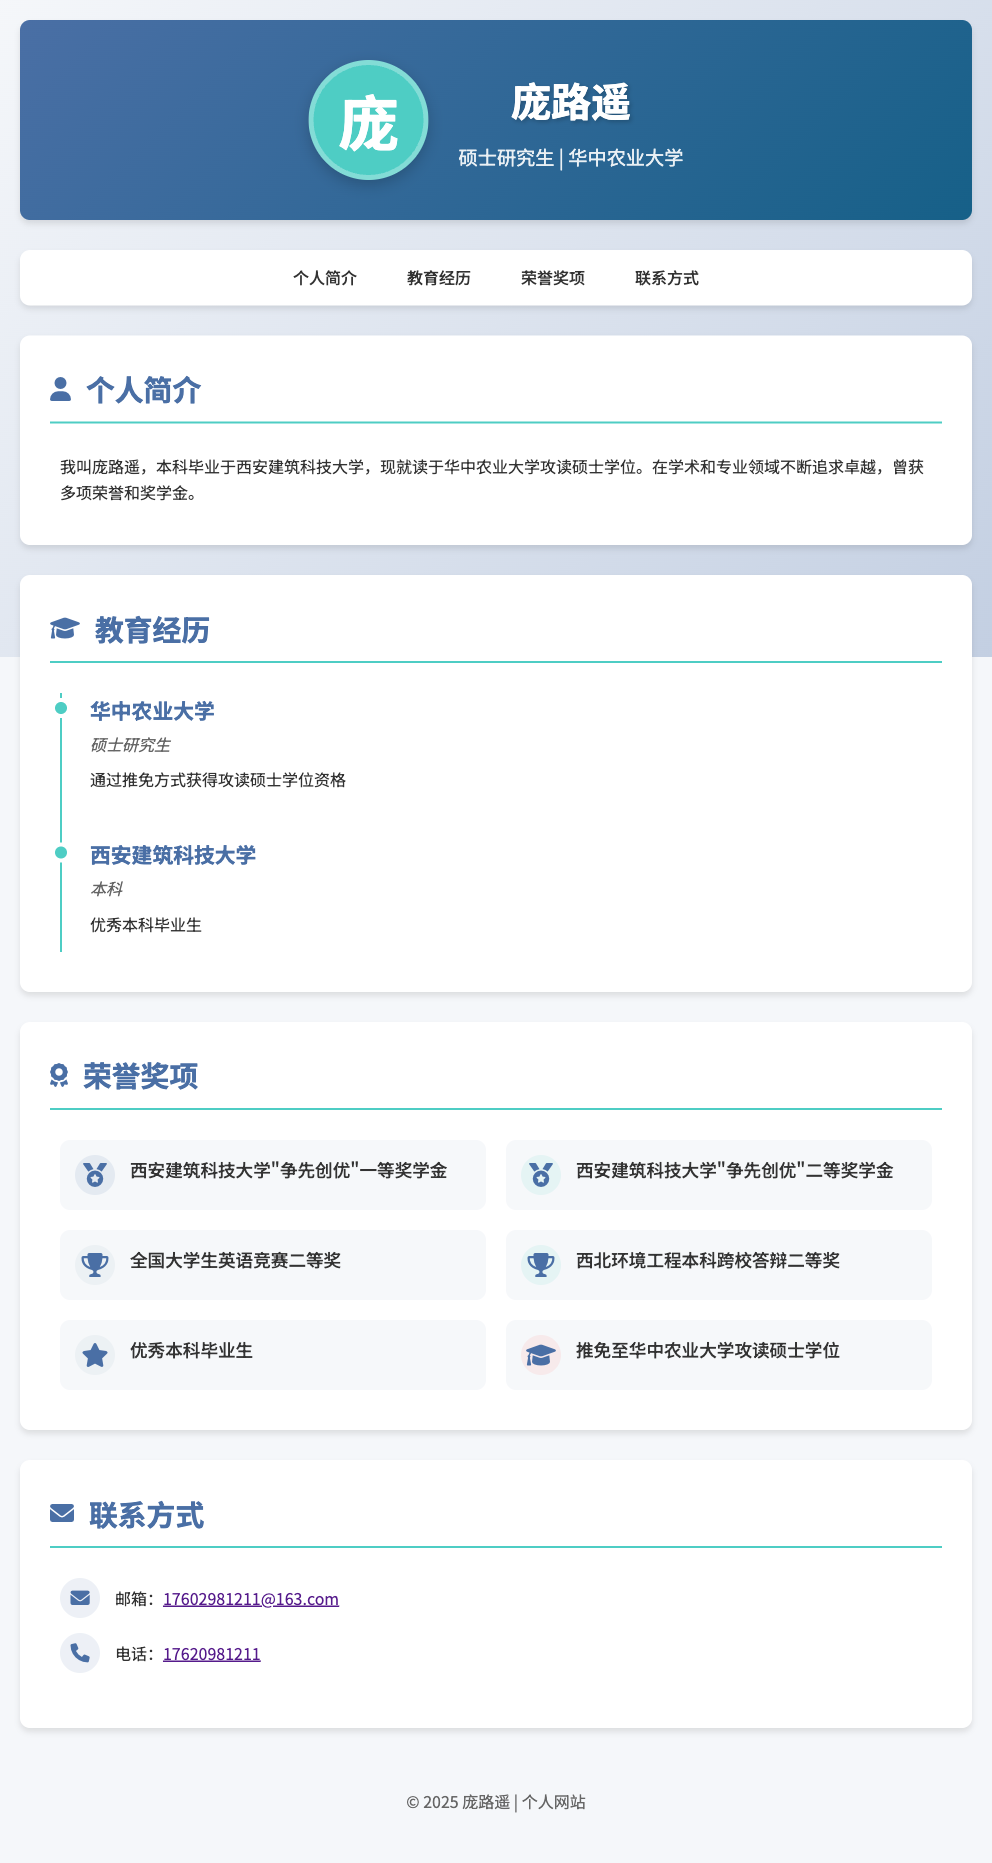 庞
庞路遥
硕士研究生 | 华中农业大学
个人简介 教育经历 荣誉奖项 联系方式
个人简介
我叫庞路遥，本科毕业于西安建筑科技大学，现就读于华中农业大学攻读硕士学位。在学术和专业领域不断追求卓越，曾获
多项荣誉和奖学金。
教育经历
华中农业大学
硕士研究生
通过推免方式获得攻读硕士学位资格
西安建筑科技大学
本科
优秀本科毕业生
荣誉奖项
西安建筑科技大学"争先创优"一等奖学金
西安建筑科技大学"争先创优"二等奖学金
全国大学生英语竞赛二等奖
西北环境工程本科跨校答辩二等奖
优秀本科毕业生
推免至华中农业大学攻读硕士学位
联系方式
邮箱：17602981211@163.com
电话：17620981211
© 2025 庞路遥 | 个人网站